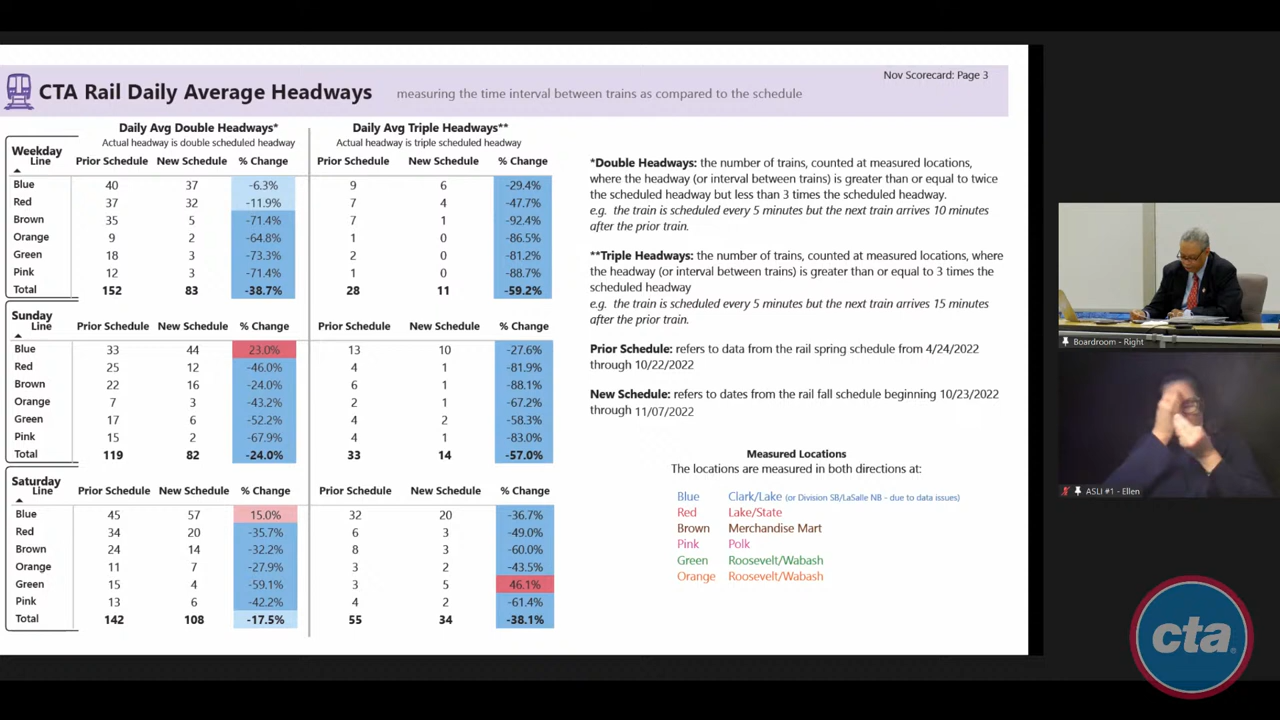 Nov Scorecard: Page 3
CTA Rail Daily Average Headways measuring the time interval between trains as compared to the schedule
Daily Avg Double Headways* Daily Avg Triple Headways**
Actual headway is double scheduled headway Actual headway is triple scheduled headway
Weekday
Line Prior Schedule New Schedule % Change Prior Schedule New Schedule % Change
Blue 40 37 -6.3% 9 6 -29.4%
Red 37 32 -11.9% 7 4 -47.7%
Brown 35 5 -71.4% 7 1 -92.4%
Orange 9 2 -64.8% 1 0 -86.5%
Green 18 3 -73.3% 2 0 -81.2%
Pink 12 3 -71.4% 1 0 -88.7%
Total 152 83 -38.7% 28 11 -59.2%
Sunday
Line Prior Schedule New Schedule % Change Prior Schedule New Schedule % Change
Blue 33 44 23.0% 13 10 -27.6%
Red 25 12 -46.0% 4 1 -81.9%
Brown 22 16 -24.0% 6 1 -88.1%
Orange 7 3 -43.2% 2 1 -67.2%
Green 17 6 -52.2% 4 2 -58.3%
Pink 15 2 -67.9% 4 1 -83.0%
Total 119 82 -24.0% 33 14 -57.0%
Saturday
Line Prior Schedule New Schedule % Change Prior Schedule New Schedule % Change
Blue 45 57 15.0% 32 20 -36.7%
Red 34 20 -35.7% 6 3 -49.0%
Brown 24 14 -32.2% 8 3 -60.0%
Orange 11 7 -27.9% 3 2 -43.5%
Green 15 4 -59.1% 3 5 46.1%
Pink 13 6 -42.2% 4 2 -61.4%
Total 142 108 -17.5% 55 34 -38.1%
*Double Headways: the number of trains, counted at measured locations,
where the headway (or interval between trains) is greater than or equal to twice
the scheduled headway but less than 3 times the scheduled headway.
e.g. the train is scheduled every 5 minutes but the next train arrives 10 minutes
after the prior train.
**Triple Headways: the number of trains, counted at measured locations, where
the headway (or interval between trains) is greater than or equal to 3 times the
scheduled headway
e.g. the train is scheduled every 5 minutes but the next train arrives 15 minutes
after the prior train.
Prior Schedule: refers to data from the rail spring schedule from 4/24/2022
through 10/22/2022
New Schedule: refers to dates from the rail fall schedule beginning 10/23/2022
through 11/07/2022
Measured Locations
The locations are measured in both directions at:
Blue Clark/Lake (or Division SB/LaSalle NB - due to data issues)
Red Lake/State
Brown Merchandise Mart
Pink Polk
Green Roosevelt/Wabash
Orange Roosevelt/Wabash
Boardroom - Right
ASLI #1 - Ellen
cta